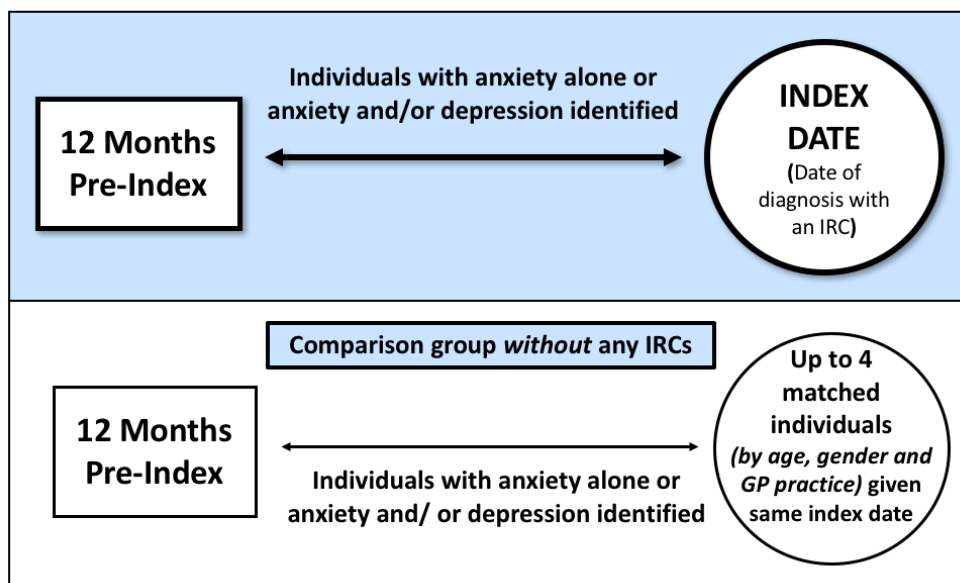 Individuals with anxiety alone or
anxiety and/or depression identified
12 Months
Pre-Index
INDEX
DATE
(Date of
diagnosis with
an IRC)
Comparison group without any IRCs
12 Months
Pre-Index
Individuals with anxiety alone or
anxiety and/ or depression identified
Up to 4
matched
individuals
(by age, gender and
GP practice) given
same index date